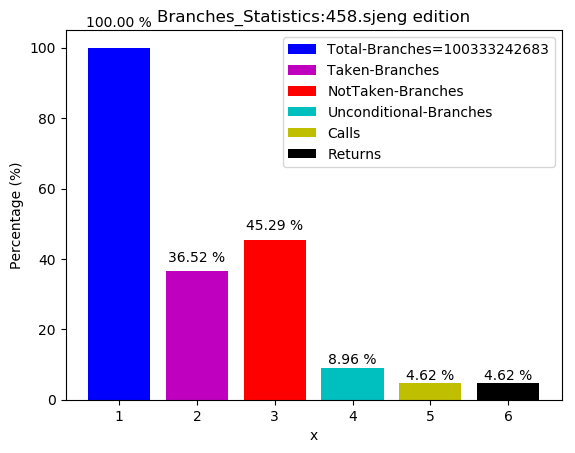 Branches_Statistics:458.sjeng edition
100.00 %
36.52 %
45.29 %
8.96 %
4.62 %
4.62 %
Total-Branches=100333242683
Taken-Branches
NotTaken-Branches
Unconditional-Branches
Calls
Returns
Percentage (%)
100
80
60
40
20
0
1 2 3 4 5 6
x